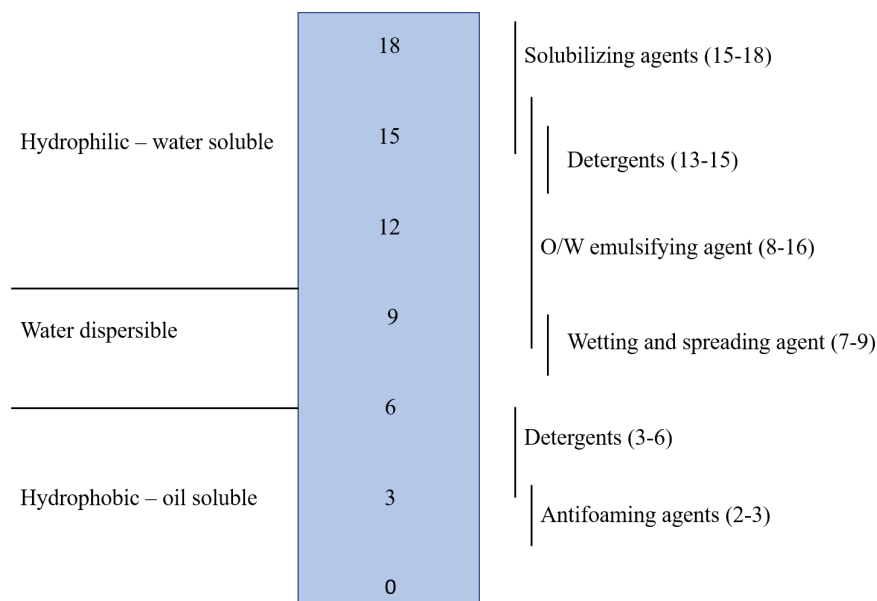 18
Solubilizing agents (15-18)
Hydrophilic – water soluble
15
Detergents (13-15)
12
O/W emulsifying agent (8-16)
9
Water dispersible
Wetting and spreading agent (7-9)
6
Detergents (3-6)
Hydrophobic – oil soluble
3
Antifoaming agents (2-3)
0